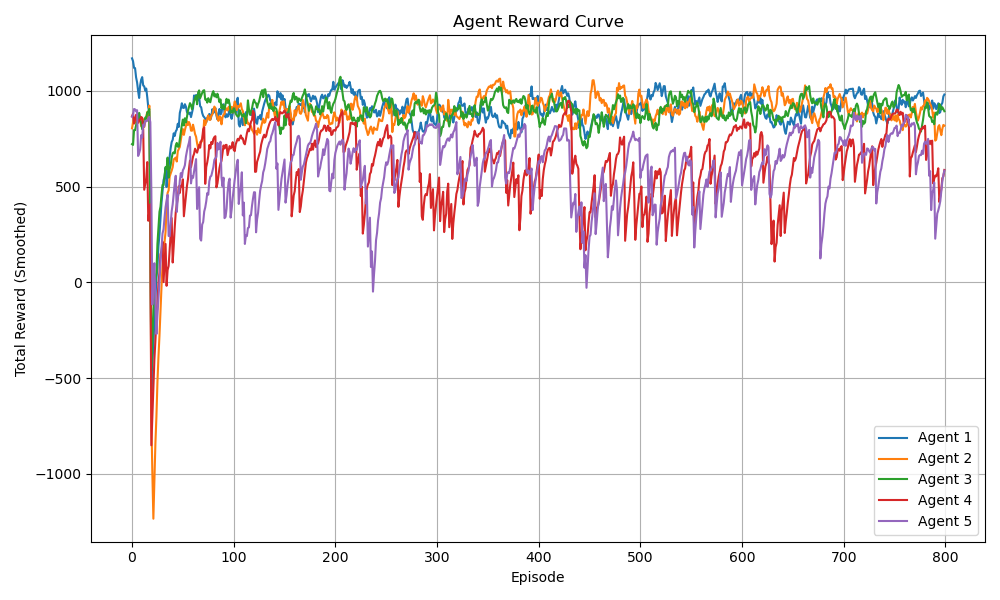 Agent Reward Curve
Total Reward (Smoothed)
1000
500
0
−500
−1000
0 100 200 300 400 500 600 700 800
Episode
Agent 1
Agent 2
Agent 3
Agent 4
Agent 5